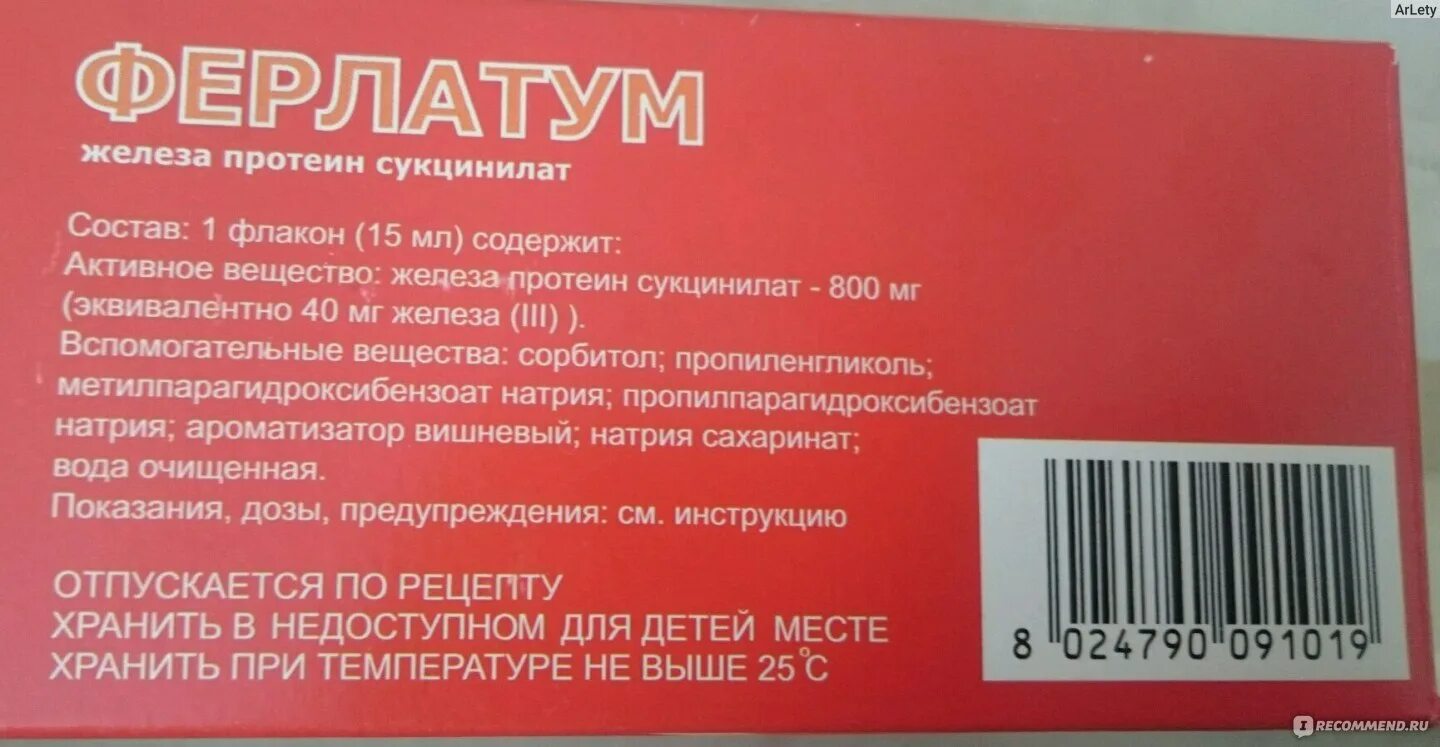 ArLety
ФЕРЛАТУМ
железа протеин сукцинилат
Состав: 1 флакон (15 мл) содержит:
Активное вещество: железа протеин сукцинилат - 800 мг
(эквивалентно 40 мг железа (III) ).
Вспомогательные вещества: сорбитол; пропиленгликоль;
метилпарагидроксибензоат натрия; пропилпарагидроксибензоат
натрия; ароматизатор вишневый; натрия сахаринат;
вода очищенная.
Показания, дозы, предупреждения: см. инструкцию
ОТПУСКАЕТСЯ ПО РЕЦЕПТУ
ХРАНИТЬ В НЕДОСТУПНОМ ДЛЯ ДЕТЕЙ МЕСТЕ
ХРАНИТЬ ПРИ ТЕМПЕРАТУРЕ НЕ ВЫШЕ 25°C
8 024790 091019
IRECOMMEND.RU